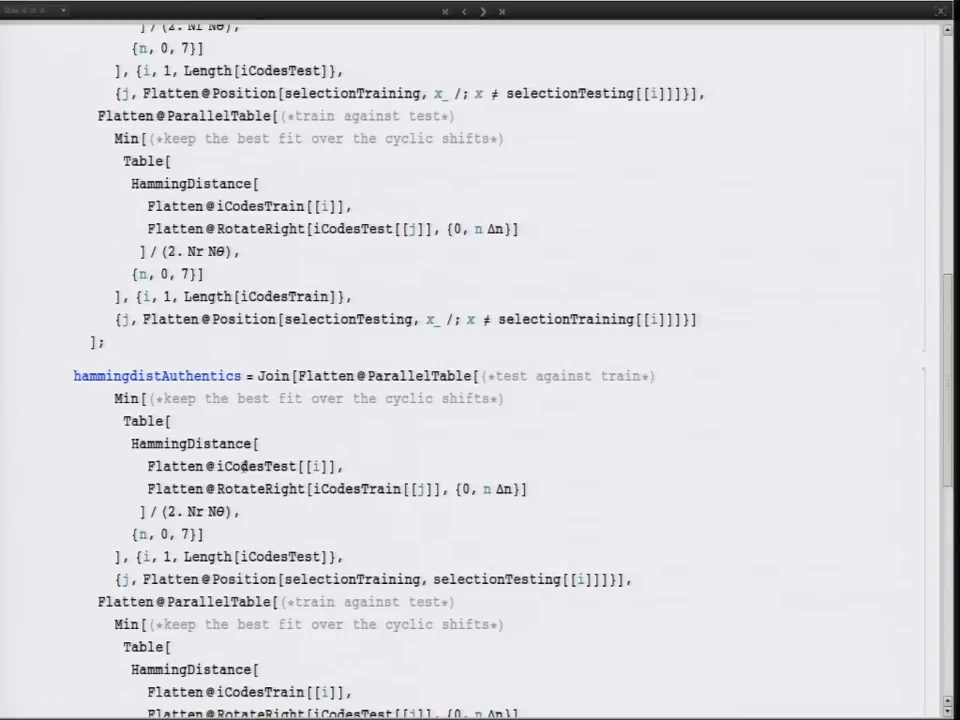 ]/(2. Nr Nθ),
{n, 0, 7}]
], {i, 1, Length[iCodesTest]},
{j, Flatten@Position[selectionTraining, x_ /; x ≠ selectionTesting[[i]]]}],
Flatten@ParallelTable[(*train against test*)
Min[(*keep the best fit over the cyclic shifts*)
Table[
HammingDistance[
Flatten@iCodesTrain[[i]],
Flatten@RotateRight[iCodesTest[[j]], {0, n Δn}]
]/(2. Nr Nθ),
{n, 0, 7}]
], {i, 1, Length[iCodesTrain]},
{j, Flatten@Position[selectionTesting, x_ /; x ≠ selectionTraining[[i]]]}]
];
hammingdistAuthentics = Join[Flatten@ParallelTable[(*test against train*)
Min[(*keep the best fit over the cyclic shifts*)
Table[
HammingDistance[
Flatten@iCodesTest[[i]],
Flatten@RotateRight[iCodesTrain[[j]], {0, n Δn}]
]/(2. Nr Nθ),
{n, 0, 7}]
], {i, 1, Length[iCodesTest]},
{j, Flatten@Position[selectionTraining, selectionTesting[[i]]]}],
Flatten@ParallelTable[(*train against test*)
Min[(*keep the best fit over the cyclic shifts*)
Table[
HammingDistance[
Flatten@iCodesTrain[[i]],
Flatten@RotateRight[iCodesTest[[j]], {0, n Δn}]